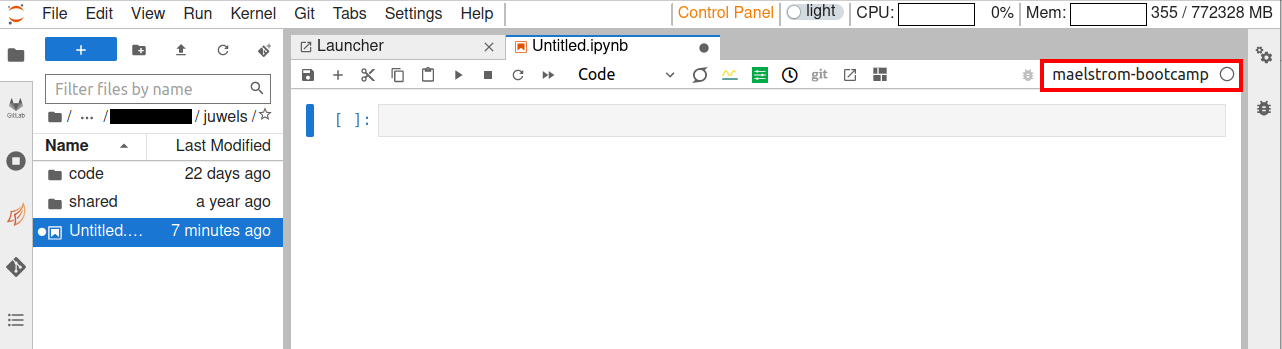 File Edit View Run Kernel Git Tabs Settings Help Control Panel light CPU: 0% Mem: 355 / 772328 MB
+
Launcher × Untitled.ipynb
Code git maelstrom-bootcamp
Filter files by name
GitLab
/ ... / / juwels /
[ ]:
Name Last Modified
code 22 days ago
shared a year ago
Untitled.... 7 minutes ago